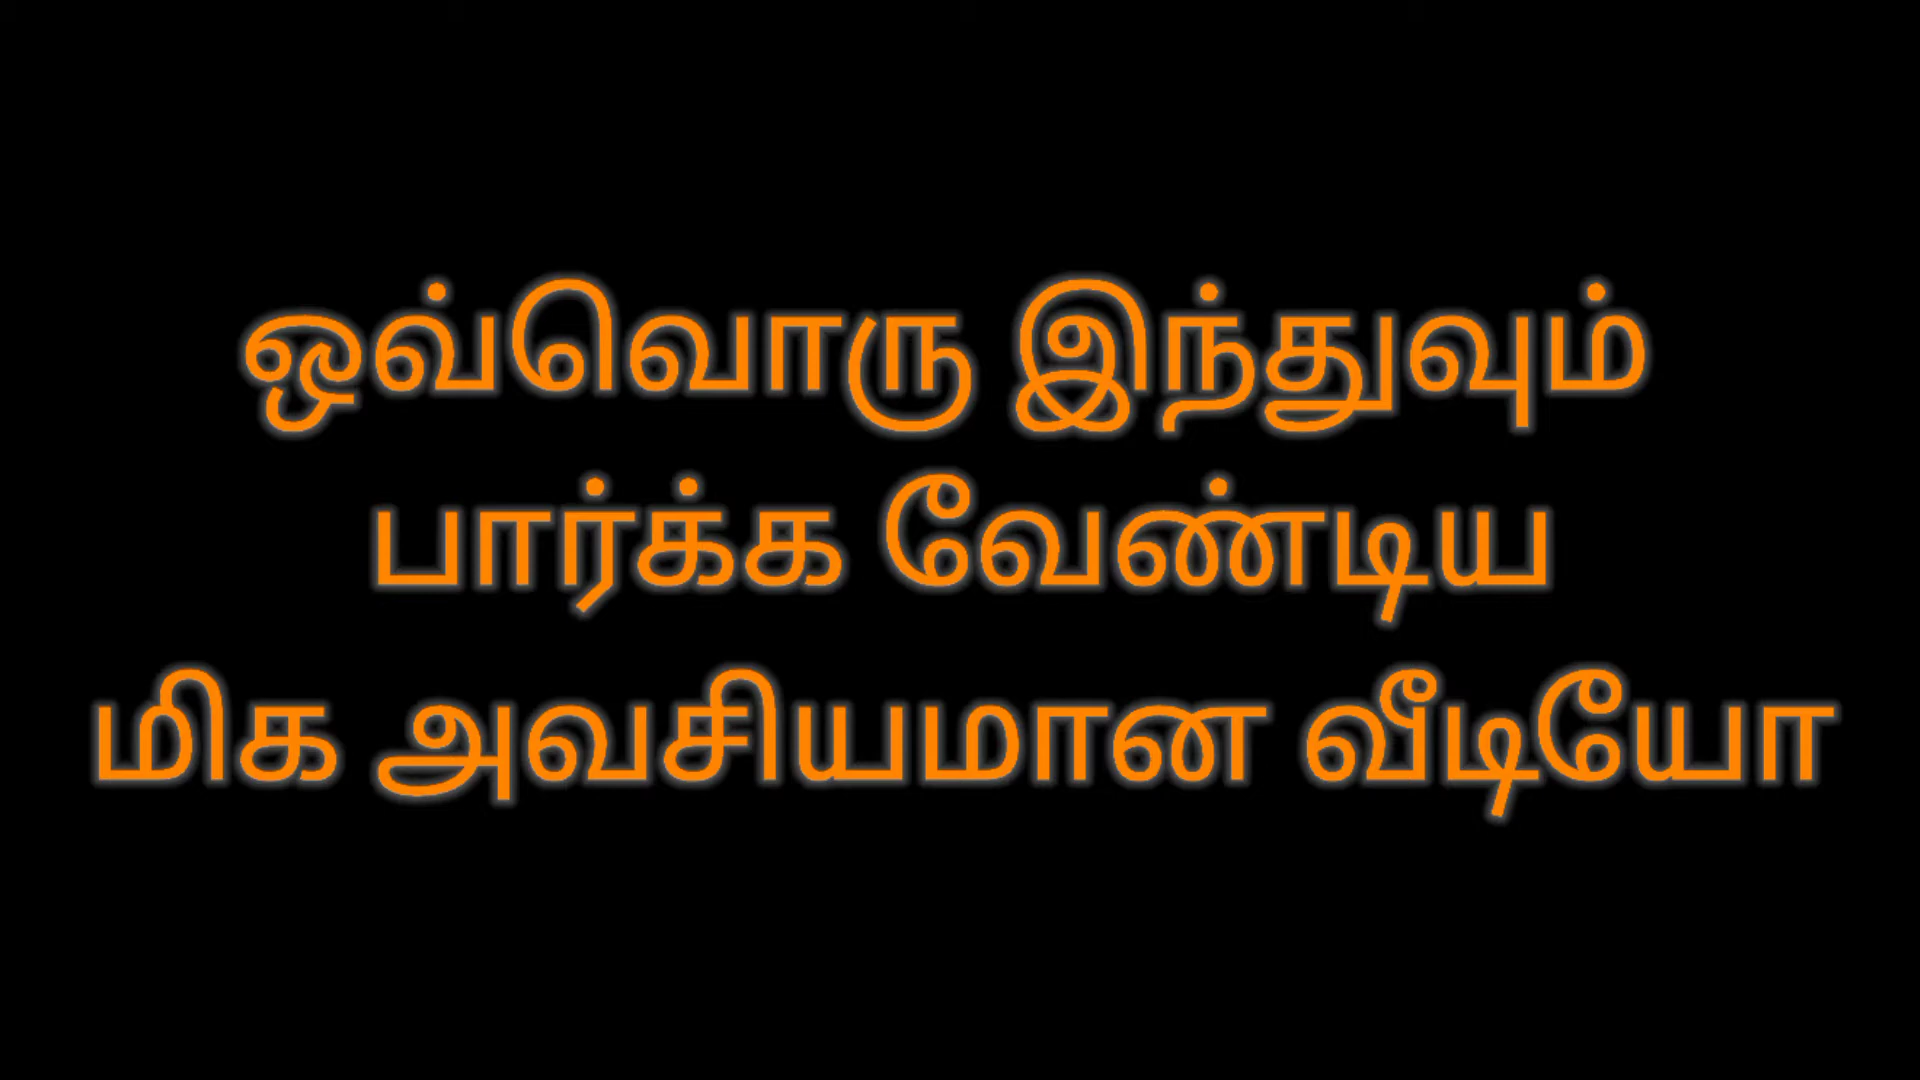 ஒவ்வொரு இந்துவும்
பார்க்க வேண்டிய
மிக அவசியமான வீடியோ